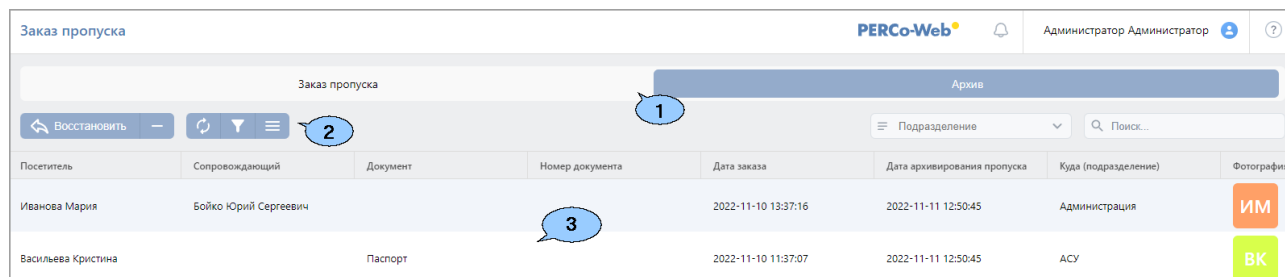 Заказ пропуска PERCo-Web Администратор Администратор ?
Заказ пропуска Архив
1
Восстановить Подразделение Поиск...
2
Посетитель Сопровождающий Документ Номер документа Дата заказа Дата архивирования пропуска Куда (подразделение) Фотографи
Иванова Мария Бойко Юрий Сергеевич 2022-11-10 13:37:16 2022-11-11 12:50:45 Администрация ИМ
3
Васильева Кристина Паспорт 2022-11-10 11:37:07 2022-11-11 12:50:45 АСУ ВК